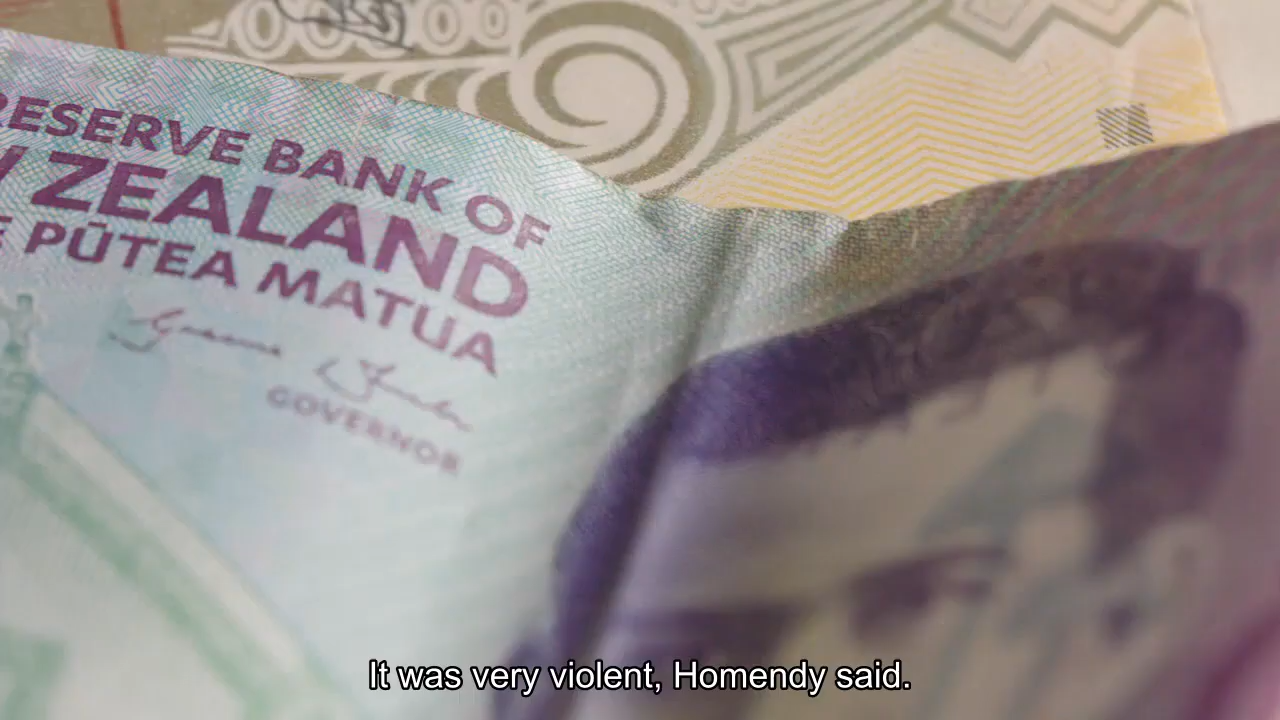 RESERVE BANK OF
ZEALAND
PŪTEA MATUA
GOVERNOR
It was very violent, Homendy said.